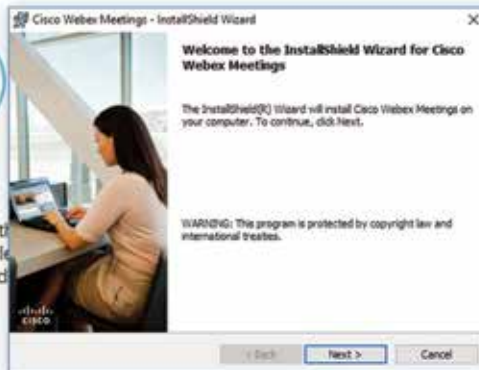 Cisco Webex Meetings - InstallShield Wizard
Welcome to the InstallShield Wizard for Cisco
Webex Meetings
The InstallShield(R) Wizard will install Cisco Webex Meetings on
your computer. To continue, click Next.
WARNING: This program is protected by copyright law and
international treaties.
CISCO
< Back
Next >
Cancel